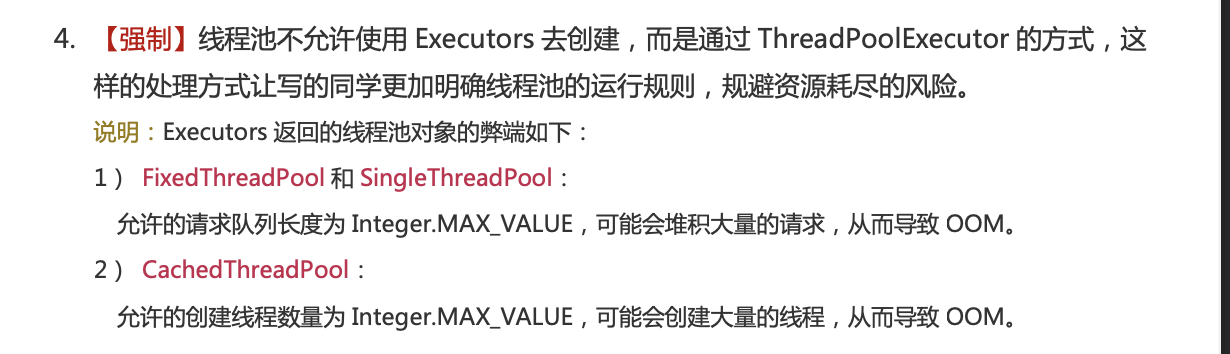 4. 【强制】线程池不允许使用 Executors 去创建，而是通过 ThreadPoolExecutor 的方式，这
样的处理方式让写的同学更加明确线程池的运行规则，规避资源耗尽的风险。
说明：Executors 返回的线程池对象的弊端如下：
1） FixedThreadPool 和 SingleThreadPool：
允许的请求队列长度为 Integer.MAX_VALUE，可能会堆积大量的请求，从而导致 OOM。
2） CachedThreadPool：
允许的创建线程数量为 Integer.MAX_VALUE，可能会创建大量的线程，从而导致 OOM。